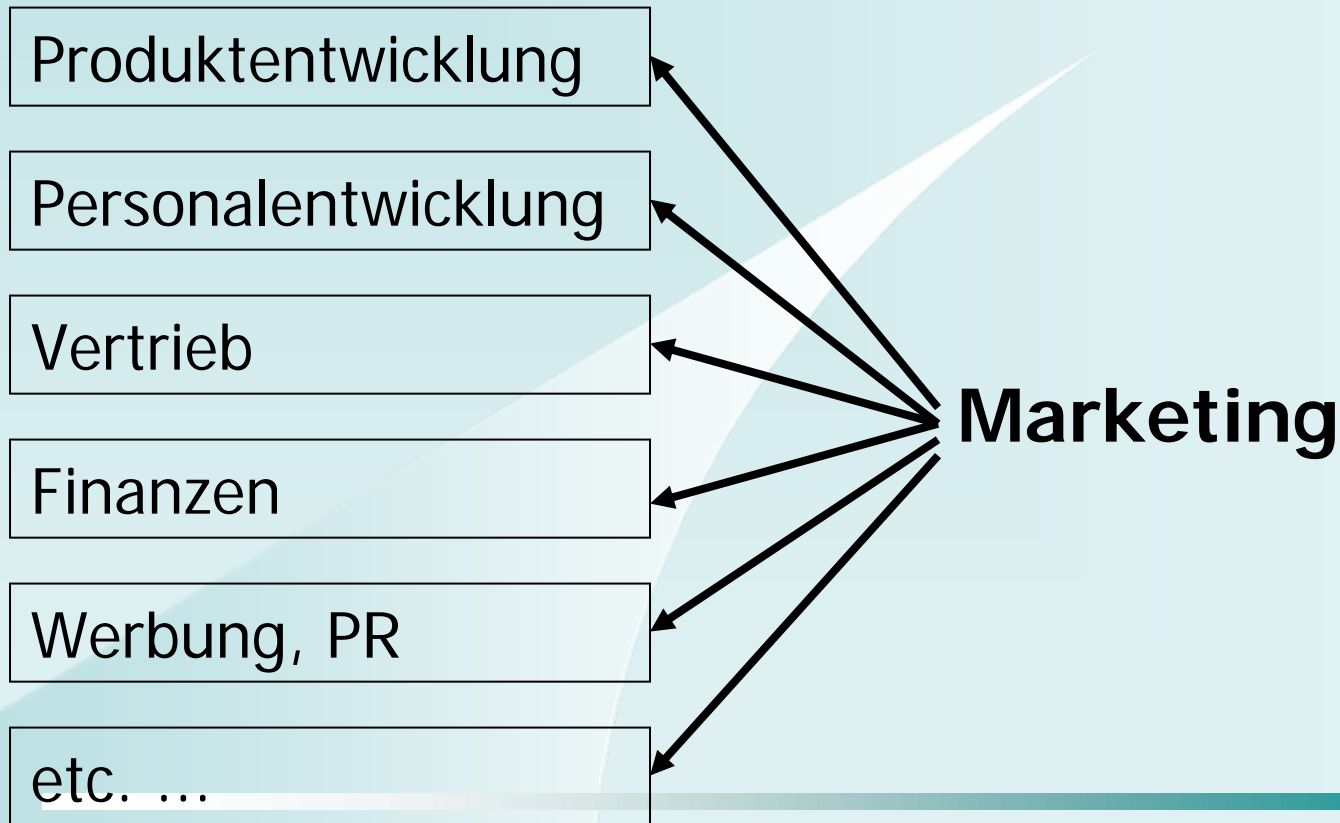 Produktentwicklung
Personalentwicklung
Vertrieb
Finanzen
Werbung, PR
etc. ...
Marketing